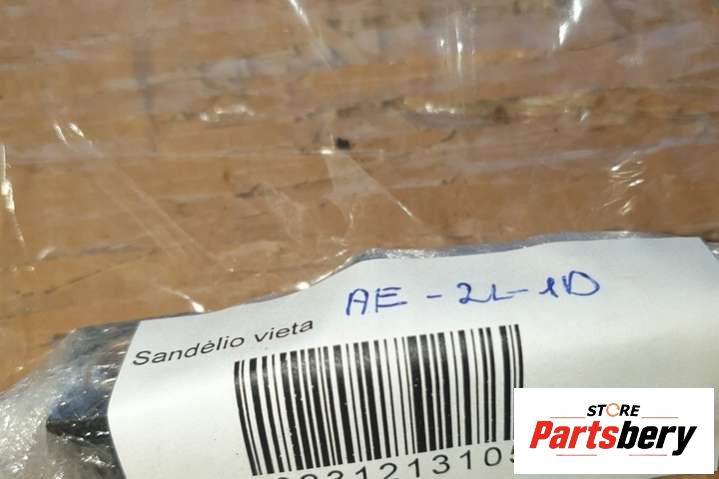 AE-2L-1D
Sandėlio vieta
STORE
Partsbery